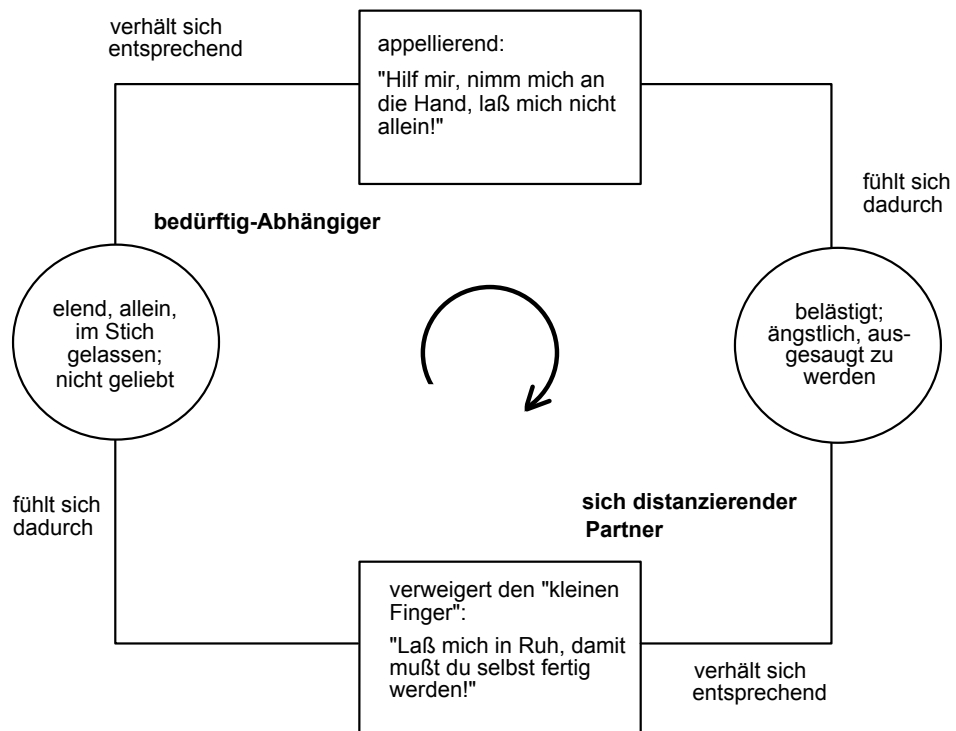 verhält sich
entsprechend
appellierend:
"Hilf mir, nimm mich an
die Hand, laß mich nicht
allein!"
fühlt sich
dadurch
bedürftig-Abhängiger
elend, allein,
im Stich
gelassen;
nicht geliebt
belästigt;
ängstlich, aus-
gesaugt zu
werden
fühlt sich
dadurch
sich distanzierender
Partner
verweigert den "kleinen
Finger":
"Laß mich in Ruh, damit
mußt du selbst fertig
werden!"
verhält sich
entsprechend